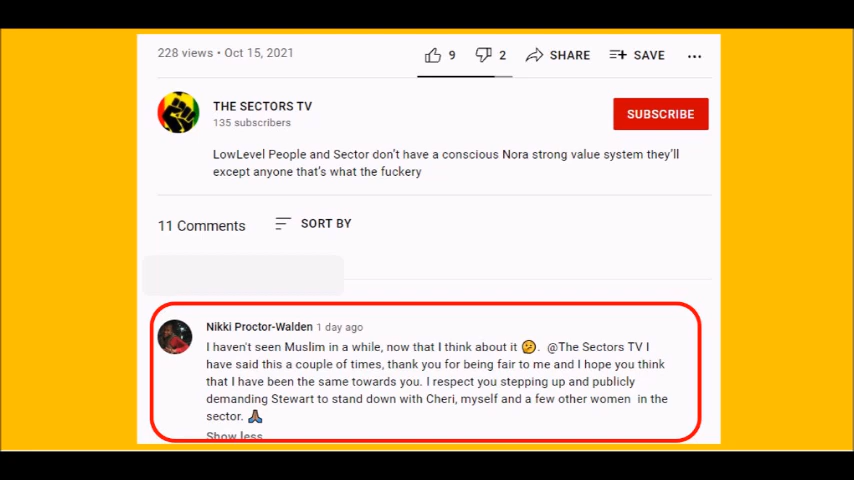 228 views • Oct 15, 2021
9 2 SHARE SAVE ...
THE SECTORS TV
135 subscribers
SUBSCRIBE
LowLevel People and Sector don't have a conscious Nora strong value system they'll
except anyone that's what the fuckery
11 Comments SORT BY
Nikki Proctor-Walden 1 day ago
I haven't seen Muslim in a while, now that I think about it 🤔. @The Sectors TV I
have said this a couple of times, thank you for being fair to me and I hope you think
that I have been the same towards you. I respect you stepping up and publicly
demanding Stewart to stand down with Cheri, myself and a few other women in the
sector. 🙏🏽
Show less